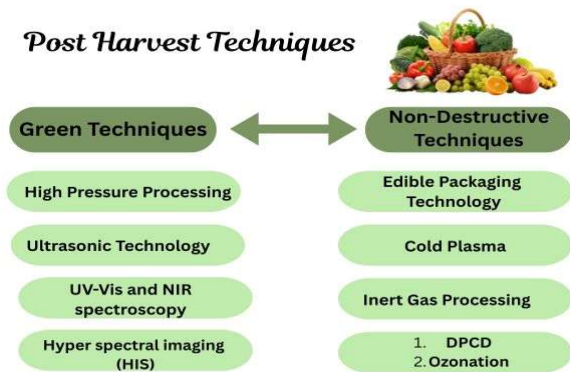 Post Harvest Techniques
Green Techniques
Non-Destructive
Techniques
High Pressure Processing
Edible Packaging
Technology
Ultrasonic Technology
Cold Plasma
UV-Vis and NIR
spectroscopy
Inert Gas Processing
Hyper spectral imaging
(HIS)
1. DPCD
2. Ozonation